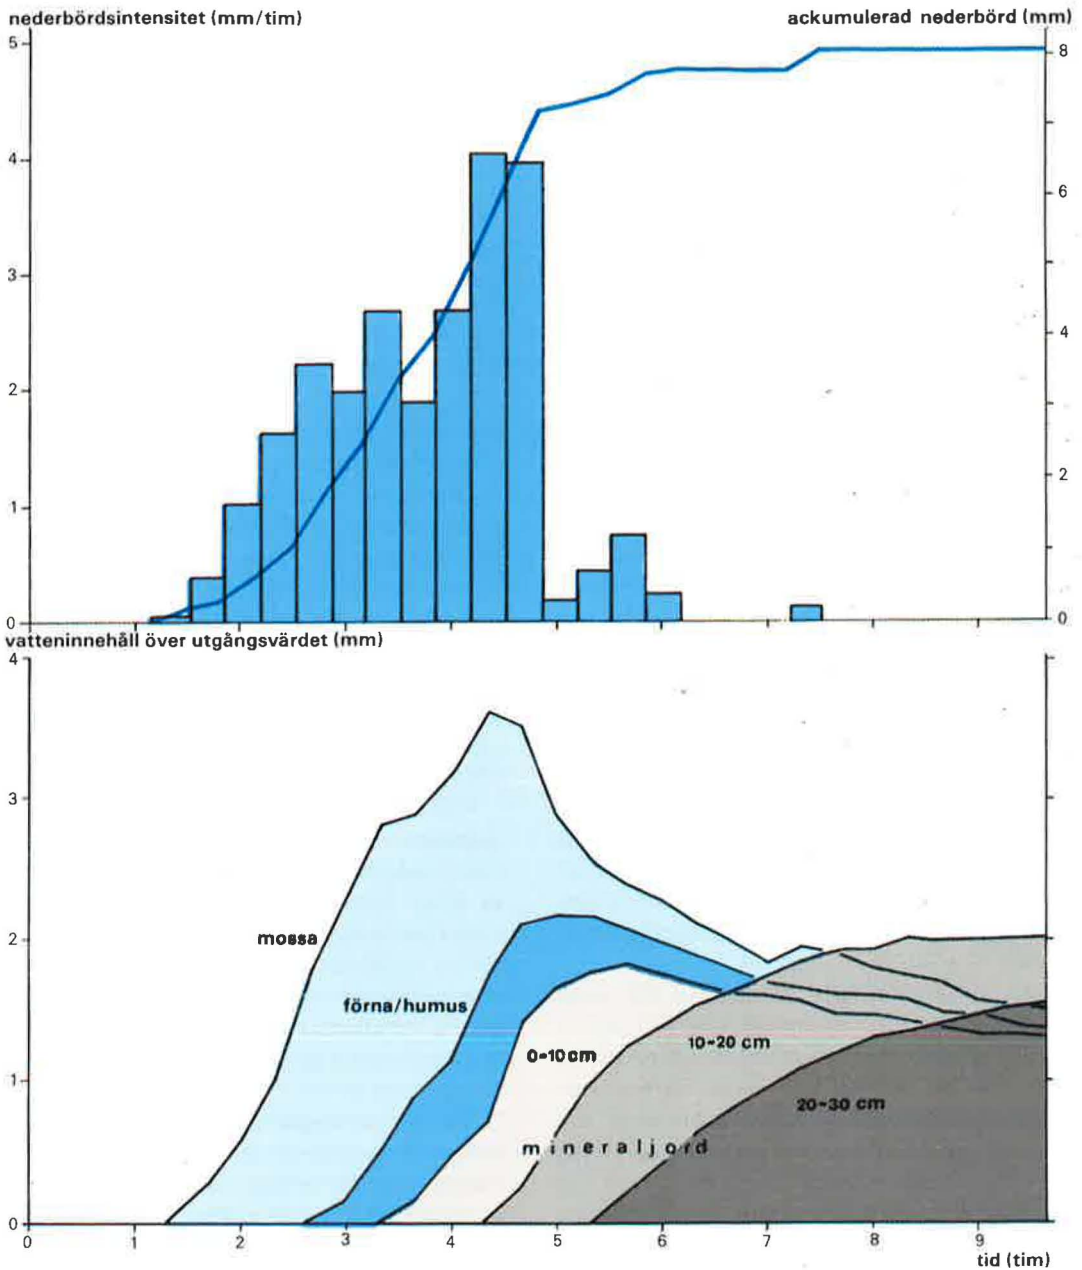 nederbördsintensitet (mm/tim) ackumulerad nederbörd (mm)
5 8
4 6
3 4
2 2
1
0 0
vatteninnehåll över utgångsvärdet (mm)
4
3
2
mossa
förna/humus
0-10 cm
10-20 cm
1
20-30 cm
mineraljord
0
0 1 2 3 4 5 6 7 8 9
tid (tim)